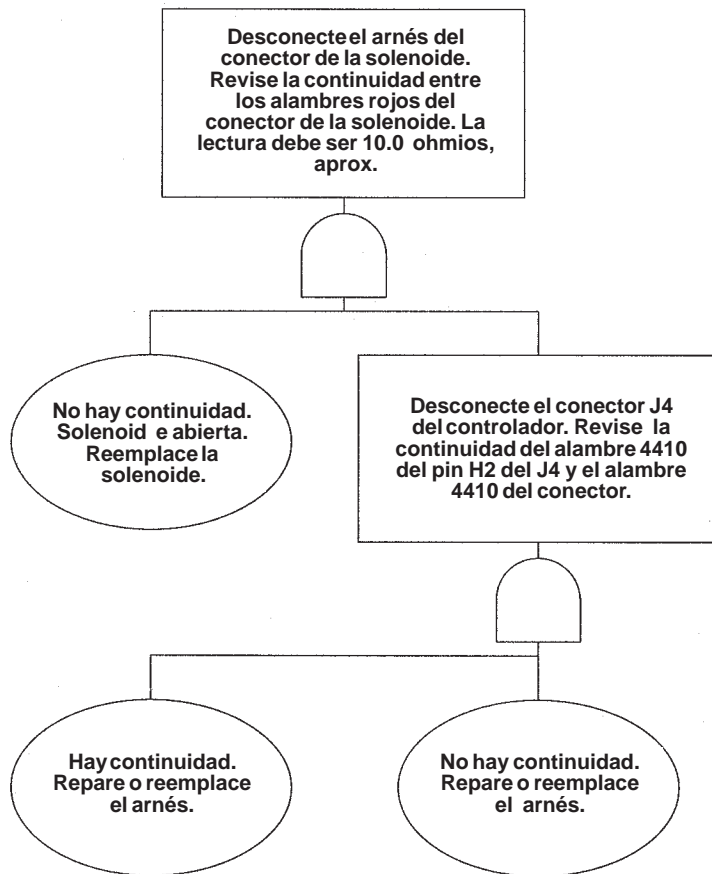 Desconecte el arnés del
conector de la solenoide.
Revise la continuidad entre
los alambres rojos del
conector de la solenoide. La
lectura debe ser 10.0 ohmios,
aprox.
No hay continuidad.
Solenoid e abierta.
Reemplace la
solenoide.
Desconecte el conector J4
del controlador. Revise la
continuidad del alambre 4410
del pin H2 del J4 y el alambre
4410 del conector.
Hay continuidad.
Repare o reemplace
el arnés.
No hay continuidad.
Repare o reemplace
el arnés.